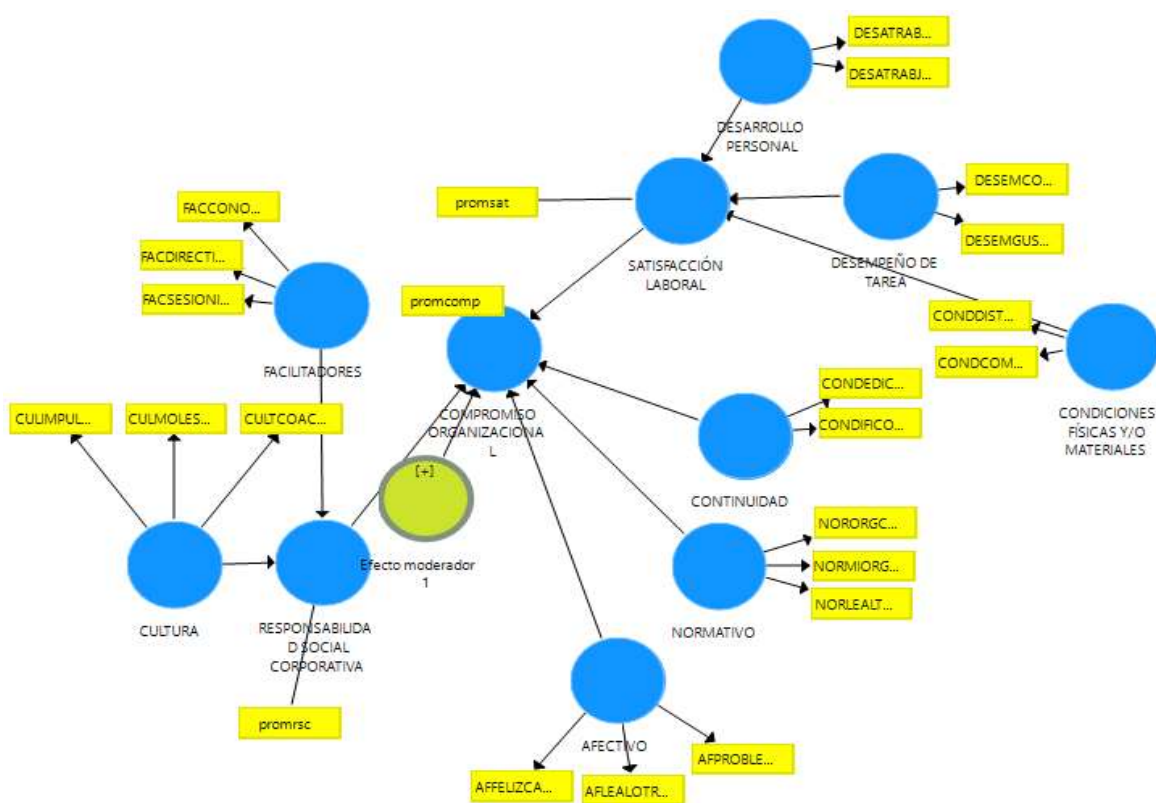 DESATRAB...
DESATRABJ...
DESARROLLO
PERSONAL
promsat
SATISFACCIÓN
LABORAL
DESEMCO...
DESEMGUS...
DESEMPEÑO DE
TAREA
FACCONO...
FACDIRECTI...
FACSESIONI...
FACILITADORES
promcomp
COMPROMISO
ORGANIZACIONA
L
CONDDIST...
CONDCOM...
CONDICIONES
FÍSICAS Y/O
MATERIALES
CULIMPUL...
CULMOLES...
CULTCOAC...
CULTURA
[+]
Efecto moderador
1
CONDEDIC...
CONDIFICO...
CONTINUIDAD
RESPONSABILIDA
D SOCIAL
CORPORATIVA
promrsc
NORORGC...
NORMIORG...
NORLEALT...
NORMATIVO
AFECTIVO
AFFELIZCA...
AFLEALOTR...
AFPROBLE...